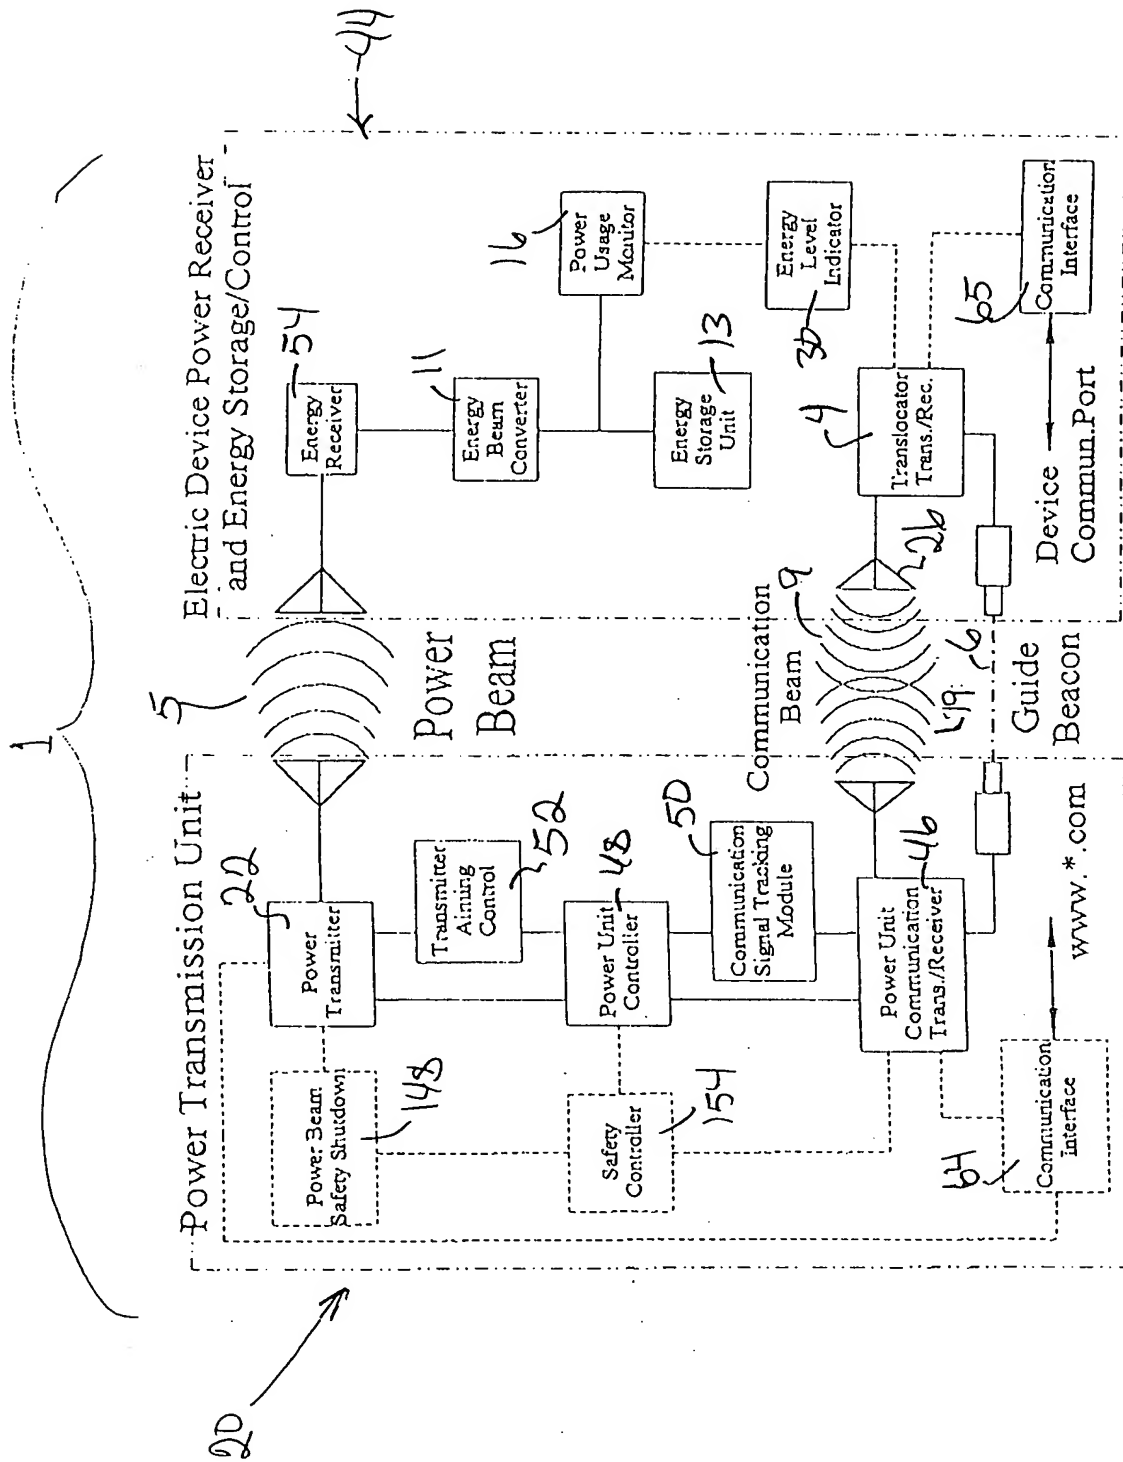 1
20
44
Power Transmission Unit
Electric Device Power Receiver
and Energy Storage/Control
22
Power
Transmitter
5
Power
Beam
54
Energy
Receiver
Power Beam
Safety Shutdown
148
Transmitter
Aiming
Control
52
11
Energy
Beam
Converter
16
Power
Usage
Monitor
Safety
Controller
154
Power Unit
Controller
48
Communication
Signal Tracking
Module
50
Energy
Storage
Unit
13
Energy
Level
Indicator
Communication
Beam
9
226
Power Unit
Communication
Trans./Receiver
46
4
Translocator
Trans./Rec.
6
Guide
Beacon
Communication
Interface
64
www.*.com
Device
Commun.Port
65
Communication
Interface